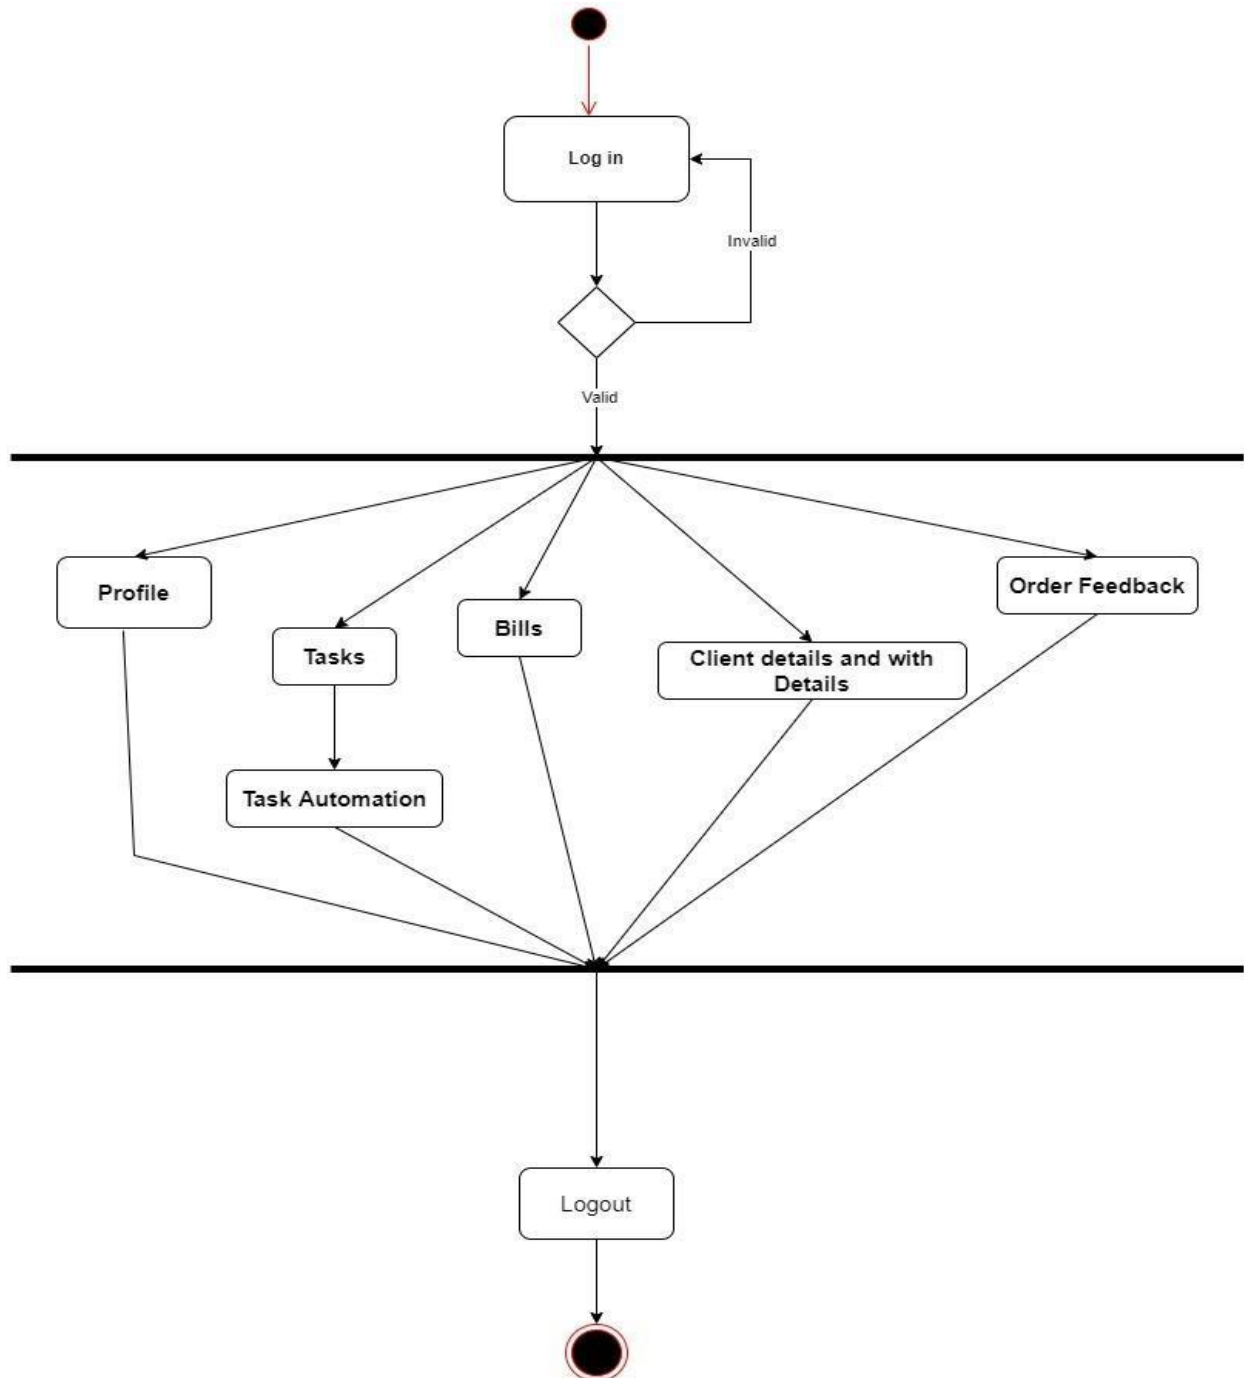 Log in
Invalid
Valid
Profile
Order Feedback
Bills
Tasks
Client details and with
Details
Task Automation
Logout